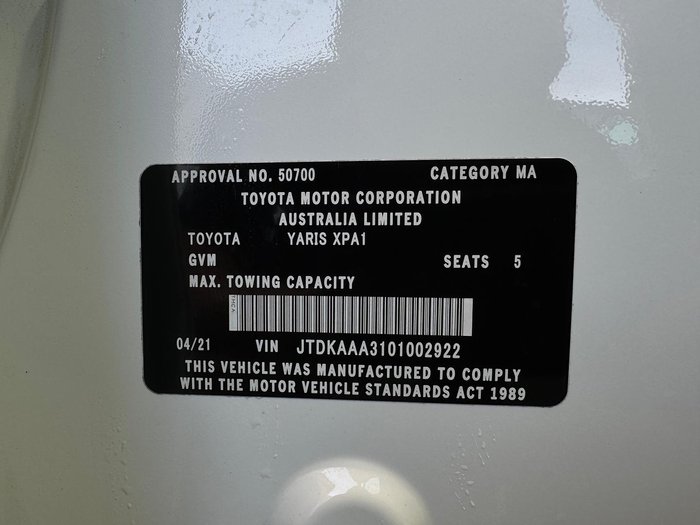 APPROVAL NO. 50700 CATEGORY MA
TOYOTA MOTOR CORPORATION
AUSTRALIA LIMITED
TOYOTA YARIS XPA1
GVM SEATS 5
MAX. TOWING CAPACITY
04/21 VIN JTDKAAA3101002922
THIS VEHICLE WAS MANUFACTURED TO COMPLY
WITH THE MOTOR VEHICLE STANDARDS ACT 1989